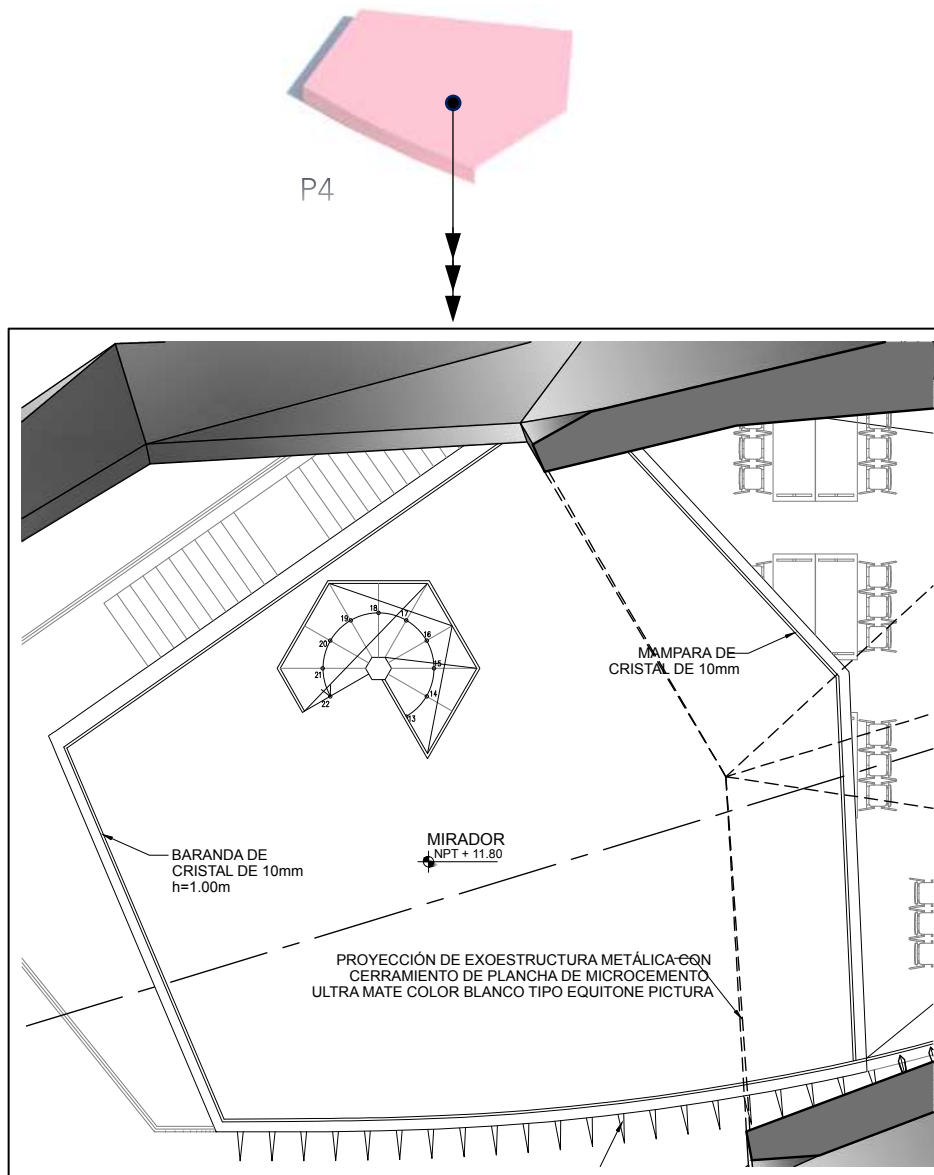 P4
18
19
17
20
16
MAMPARA DE
CRISTAL DE 10mm
21
15
22
14
13
MIRADOR
NPT + 11.80
BARANDA DE
CRISTAL DE 10mm
h=1.00m
PROYECCIÓN DE EXOESTRUCTURA METÁLICA CON
CERRAMIENTO DE PLANCHA DE MICROCEMENTO
ULTRA MATE COLOR BLANCO TIPO EQUITONE PICTURA